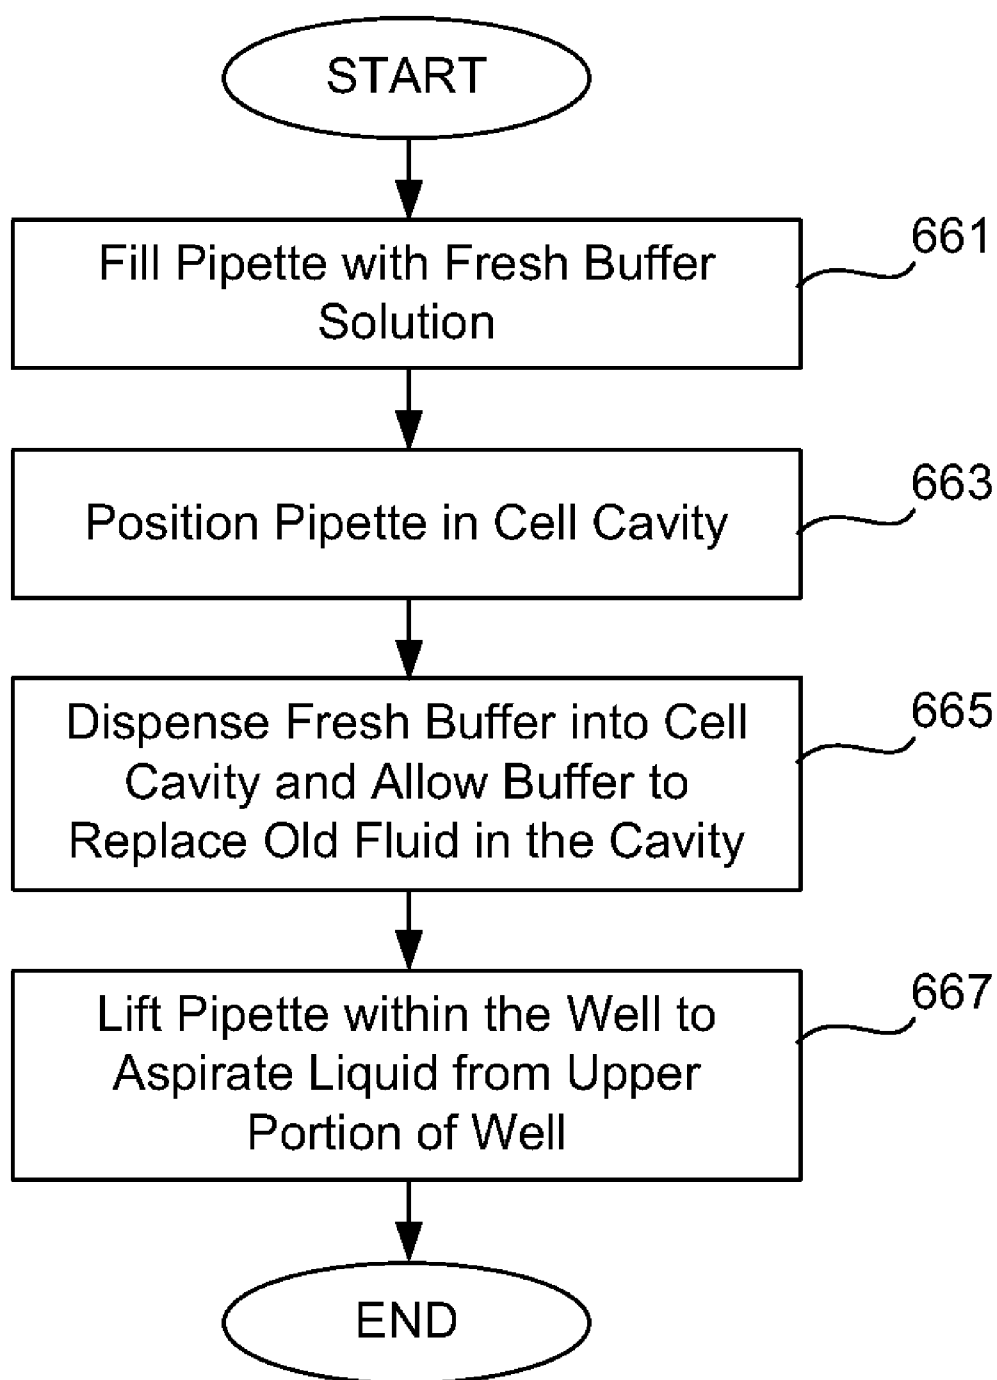 START
661
Fill Pipette with Fresh Buffer
Solution
663
Position Pipette in Cell Cavity
665
Dispense Fresh Buffer into Cell
Cavity and Allow Buffer to
Replace Old Fluid in the Cavity
667
Lift Pipette within the Well to
Aspirate Liquid from Upper
Portion of Well
END